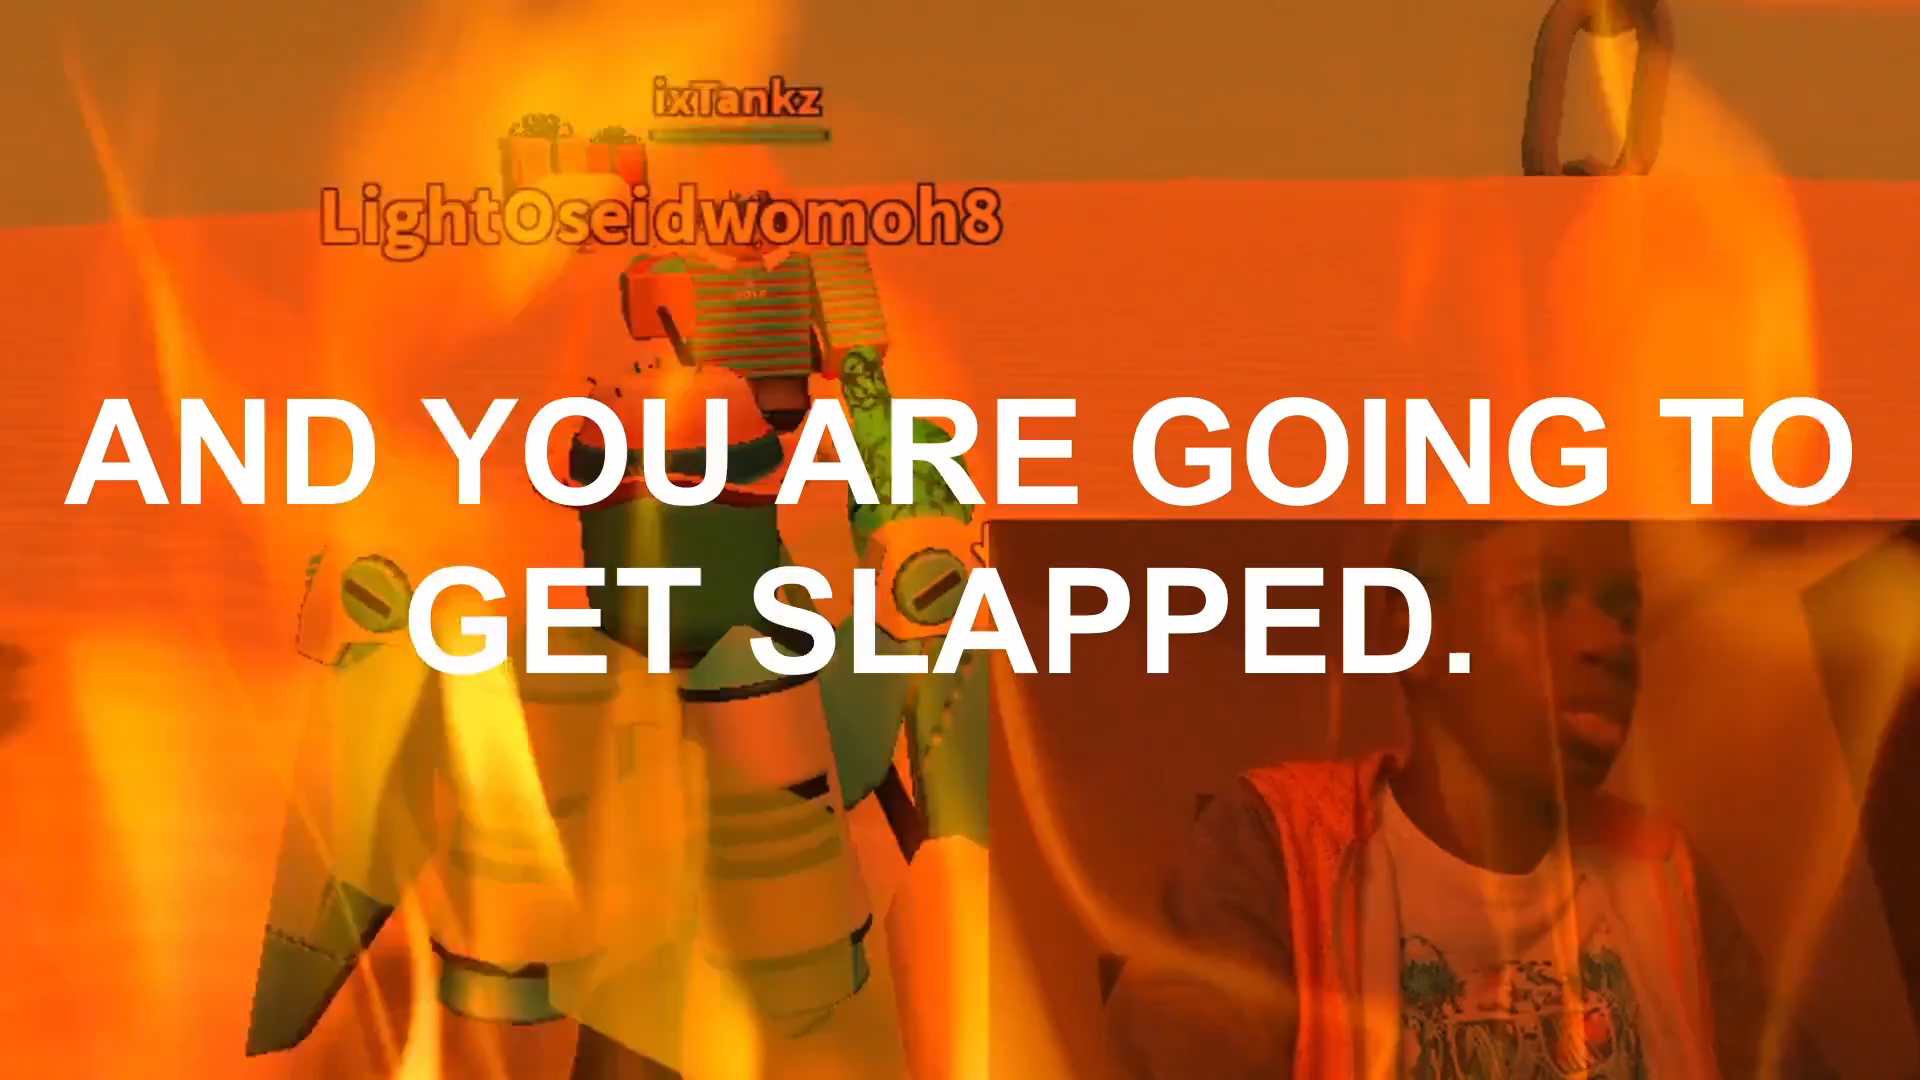 ixTankz
LightOseidwomoh8
AND YOU ARE GOING TO
GET SLAPPED.